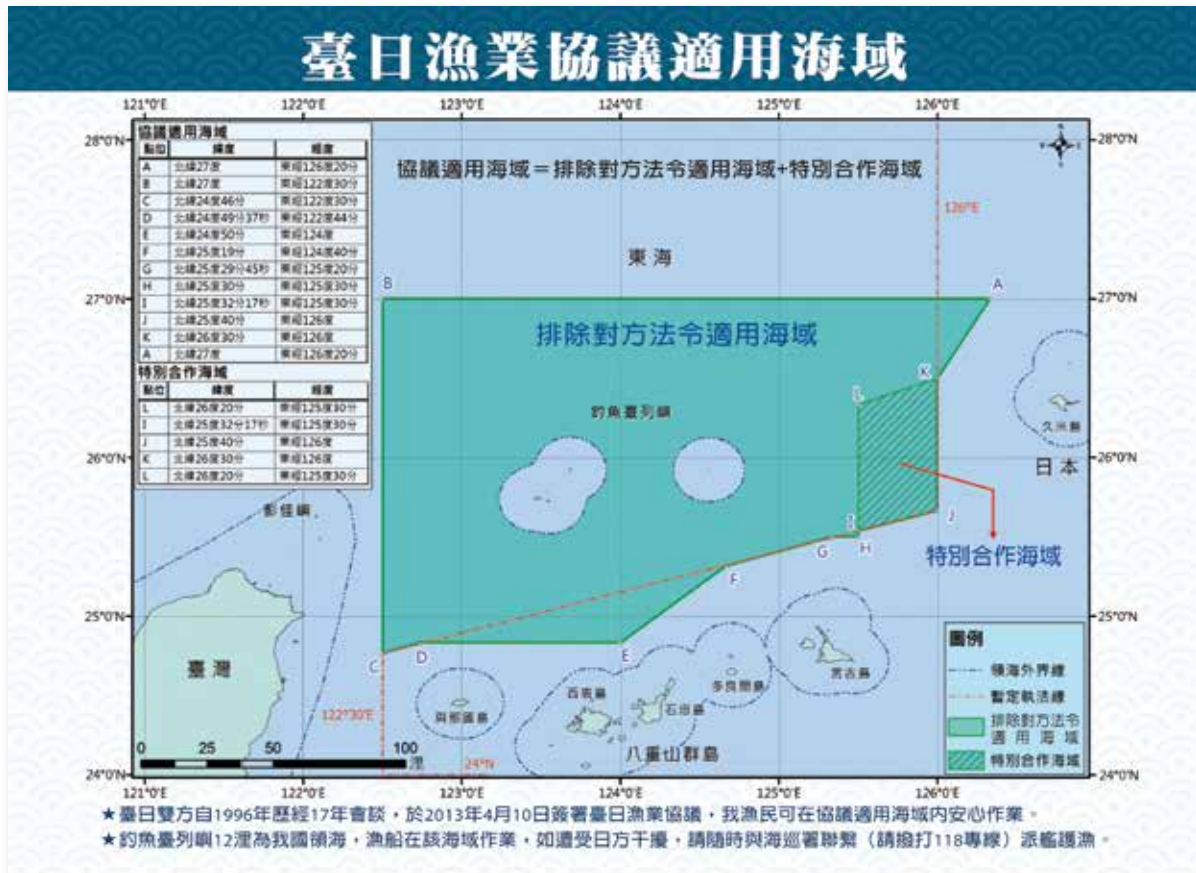 臺日漁業協議適用海域
121°0'E 122°0'E 123°0'E 124°0'E 125°0'E 126°0'E
28°0'N 28°0'N
協議適用海域
點位 緯度 經度
A 北緯27度 東經126度20分
B 北緯27度 東經122度30分
C 北緯24度46分 東經122度30分
D 北緯24度49分37秒 東經122度44分
E 北緯24度50分 東經124度
F 北緯25度19分 東經124度40分
G 北緯25度29分45秒 東經125度20分
H 北緯25度30分 東經125度30分
I 北緯25度32分17秒 東經125度30分
J 北緯25度40分 東經126度
K 北緯26度30分 東經126度
A 北緯27度 東經126度20分
特別合作海域
點位 緯度 經度
L 北緯26度20分 東經125度30分
I 北緯25度32分17秒 東經125度30分
J 北緯25度40分 東經126度
K 北緯26度30分 東經126度
L 北緯26度20分 東經125度30分
協議適用海域=排除對方法令適用海域+特別合作海域
126°E
東海
B A
27°0'N 27°0'N
排除對方法令適用海域
K
L
釣魚臺列嶼
久米島
26°0'N 26°0'N
日本
彭佳嶼
I J
G H
特別合作海域
F
25°0'N 25°0'N
C D E
臺灣
圖例
領海外界線
暫定執法線
排除對方法令
適用海域
特別合作海域
宮古島
多良間島
西表島
石垣島
與那國島
八重山群島
122°30'E
0 25 50 100
浬
24°N
24°0'N 24°0'N
121°0'E 122°0'E 123°0'E 124°0'E 125°0'E 126°0'E
★臺日雙方自1996年歷經17年會談,於2013年4月10日簽署臺日漁業協議,我漁民可在協議適用海域內安心作業。
★釣魚臺列嶼12浬為我國領海,漁船在該海域作業,如遭受日方干擾,請隨時與海巡署聯繫(請撥打118專線)派艦護漁。